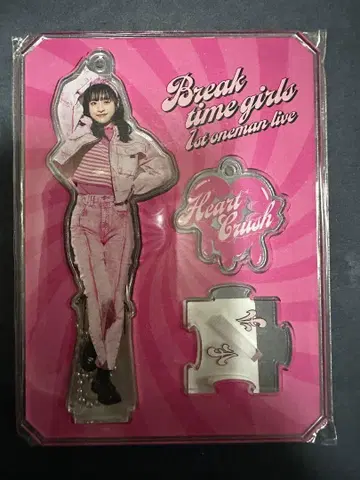 Break
time girls
1st oneman live
Heart
Crush